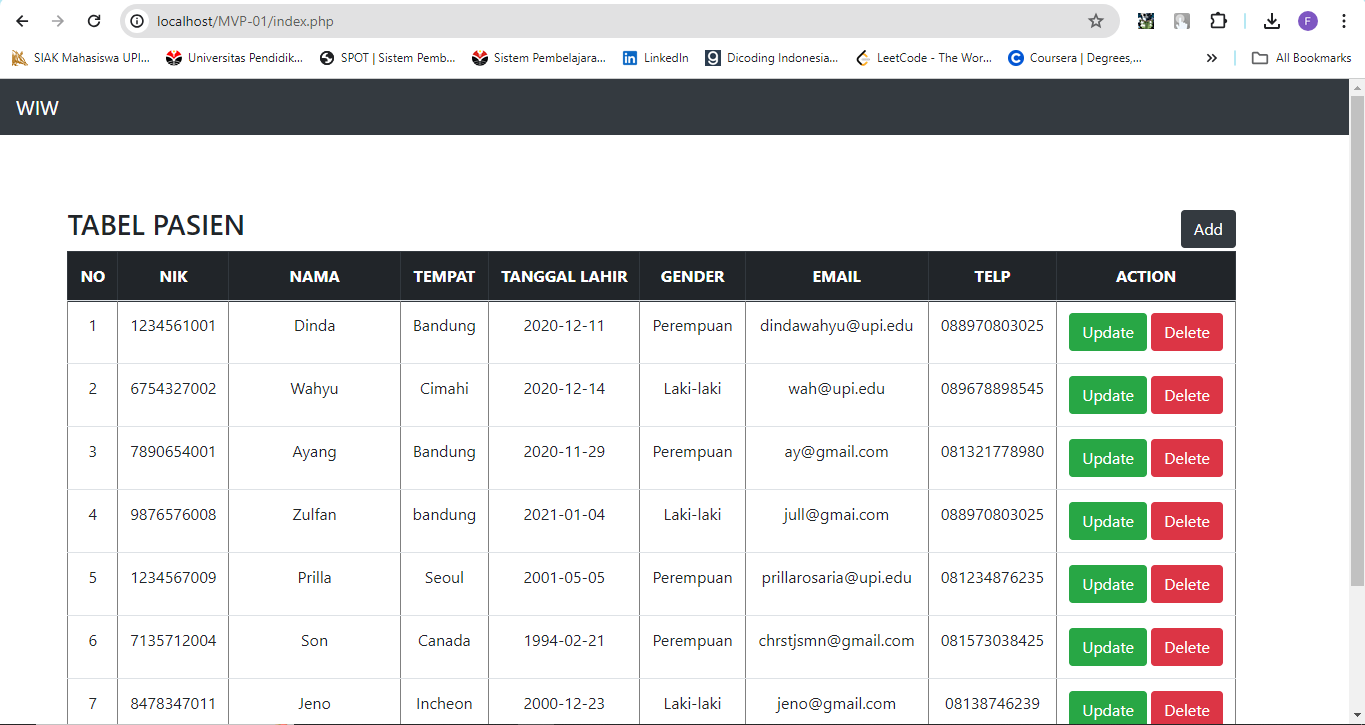 localhost/MVP-01/index.php
F
SIAK Mahasiswa UPI... Universitas Pendidik... SPOT | Sistem Pemb... Sistem Pembelajara... LinkedIn Dicoding Indonesia... LeetCode - The Wor... Coursera | Degrees,... » All Bookmarks
WIW
TABEL PASIEN
Add
NO NIK NAMA TEMPAT TANGGAL LAHIR GENDER EMAIL TELP ACTION
1 1234561001 Dinda Bandung 2020-12-11 Perempuan dindawahyu@upi.edu 088970803025 Update Delete
2 6754327002 Wahyu Cimahi 2020-12-14 Laki-laki wah@upi.edu 089678898545 Update Delete
3 7890654001 Ayang Bandung 2020-11-29 Perempuan ay@gmail.com 081321778980 Update Delete
4 9876576008 Zulfan bandung 2021-01-04 Laki-laki jull@gmai.com 088970803025 Update Delete
5 1234567009 Prilla Seoul 2001-05-05 Perempuan prillarosaria@upi.edu 081234876235 Update Delete
6 7135712004 Son Canada 1994-02-21 Perempuan chrstjsmn@gmail.com 081573038425 Update Delete
7 8478347011 Jeno Incheon 2000-12-23 Laki-laki jeno@gmail.com 08138746239 Update Delete